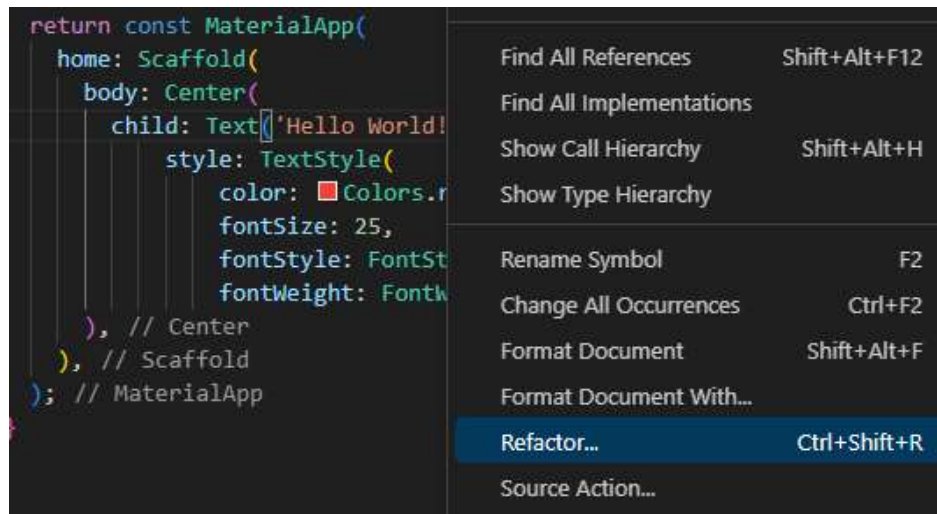 return const MaterialApp(
home: Scaffold(
body: Center(
child: Text('Hello World!
style: TextStyle(
color: Colors.r
fontSize: 25,
fontStyle: FontSt
fontWeight: FontW
), // Center
), // Scaffold
); // MaterialApp
}
Find All References Shift+Alt+F12
Find All Implementations
Show Call Hierarchy Shift+Alt+H
Show Type Hierarchy
Rename Symbol F2
Change All Occurrences Ctrl+F2
Format Document Shift+Alt+F
Format Document With...
Refactor... Ctrl+Shift+R
Source Action...